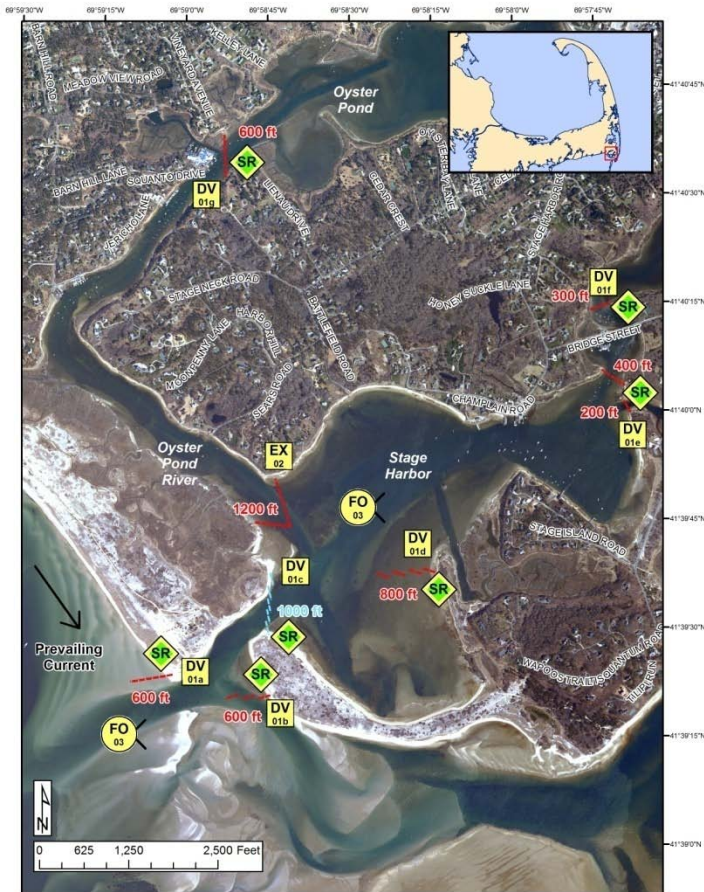 69°59'30"W
69°59'0"W
69°58'45"W
69°58'30"W
69°58'15"W
69°58'0"W
69°57'45"W
BARN HILL ROAD
MEADOW VIEW ROAD
VINEYARD AVENUE
KELLEY LANE
Oyster
Pond
600 ft
SR
BARN HILL LANE
SQUANTO DRIVE
DV
01g
LIENAU DRIVE
JERICHO LANE
CEDAR CREST
STAGE HARBOR RO
41°40'45"N
41°40'30"N
STAGE NECK ROAD
BATTLEFIELD ROAD
HONEY SUCKLE LANE
DV
01f
300 ft
SR
41°40'15"N
BRIDGE STREET
MOONPENNY LANE
HARBOR HILL
SEARS ROAD
CHAMPLAIN ROAD
400 ft
SR
200 ft
41°40'0"N
DV
01e
Oyster
Pond
River
EX
02
Stage
Harbor
1200 ft
FO
03
STAGE ISLAND ROAD
41°39'45"N
DV
01d
DV
01c
800 ft
SR
1000 ft
41°39'30"N
Prevailing
Current
SR
DV
01a
600 ft
SR
SR
600 ft
DV
01b
FO
03
41°39'15"N
N
0 625 1,250 2,500 Feet
41°39'0"N